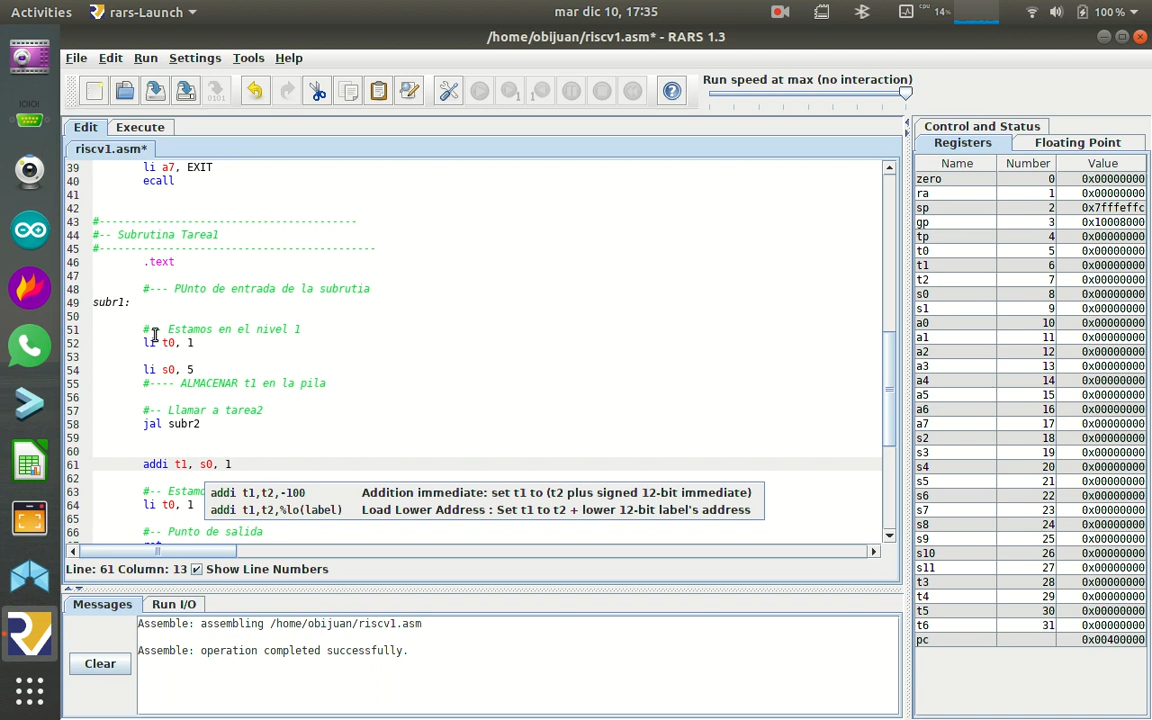 Activities rars-Launch mar dic 10, 17:35 cpu 14% 100%
/home/obijuan/riscv1.asm* - RARS 1.3
File Edit Run Settings Tools Help
Run speed at max (no interaction)
Edit Execute
riscv1.asm*
39 li a7, EXIT
40 ecall
41
42
43 #-----------------------------------------
44 #-- Subrutina Tarea1
45 #--------------------------------------------
46 .text
47
48 #--- PUnto de entrada de la subrutia
49 subr1:
50
51 #-- Estamos en el nivel 1
52 li t0, 1
53
54 li s0, 5
55 #---- ALMACENAR t1 en la pila
56
57 #-- Llamar a tarea2
58 jal subr2
59
60
61 addi t1, s0, 1
62
addi t1,t2,-100 Addition immediate: set t1 to (t2 plus signed 12-bit immediate)
addi t1,t2,%lo(label) Load Lower Address : Set t1 to t2 + lower 12-bit label's address
63 #-- Estamo
64 li t0, 1
65
66 #-- Punto de salida
Line: 61 Column: 13 Show Line Numbers
Messages Run I/O
Assemble: assembling /home/obijuan/riscv1.asm
Assemble: operation completed successfully.
Clear
Control and Status
Registers Floating Point
Name Number Value
zero 0 0x00000000
ra 1 0x00000000
sp 2 0x7fffeffc
gp 3 0x10008000
tp 4 0x00000000
t0 5 0x00000000
t1 6 0x00000000
t2 7 0x00000000
s0 8 0x00000000
s1 9 0x00000000
a0 10 0x00000000
a1 11 0x00000000
a2 12 0x00000000
a3 13 0x00000000
a4 14 0x00000000
a5 15 0x00000000
a6 16 0x00000000
a7 17 0x00000000
s2 18 0x00000000
s3 19 0x00000000
s4 20 0x00000000
s5 21 0x00000000
s6 22 0x00000000
s7 23 0x00000000
s8 24 0x00000000
s9 25 0x00000000
s10 26 0x00000000
s11 27 0x00000000
t3 28 0x00000000
t4 29 0x00000000
t5 30 0x00000000
t6 31 0x00000000
pc 0x00400000